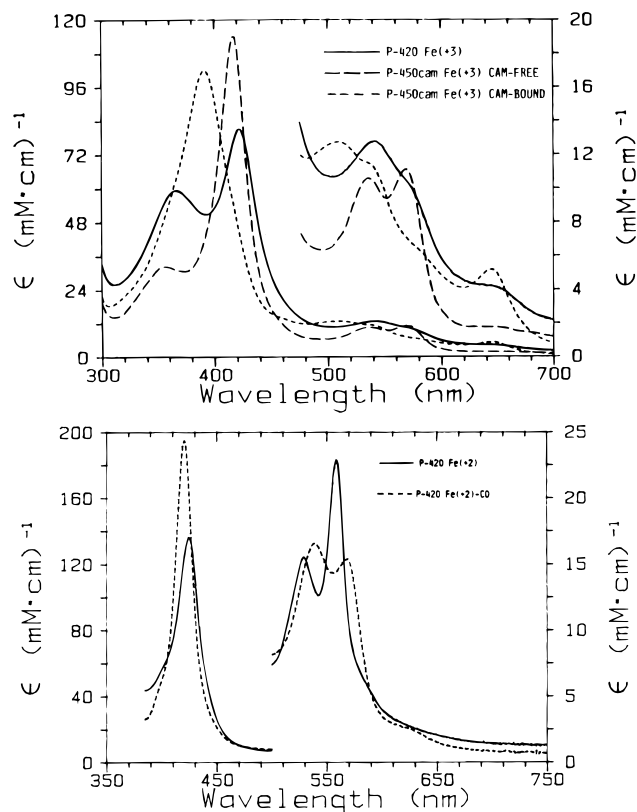 120
96
72
48
24
0
ϵ (mM·cm)⁻¹
20
16
12
8
4
0
ϵ (mM·cm)⁻¹
P-420 Fe(+3)
P-450cam Fe(+3) CAM-FREE
P-450cam Fe(+3) CAM-BOUND
300 400 500 600 700
Wavelength (nm)
200
160
120
80
40
0
ϵ (mM·cm)⁻¹
25
20
15
10
5
0
ϵ (mM·cm)⁻¹
P-420 Fe(+2)
P-420 Fe(+2)-CO
350 450 550 650 750
Wavelength (nm)